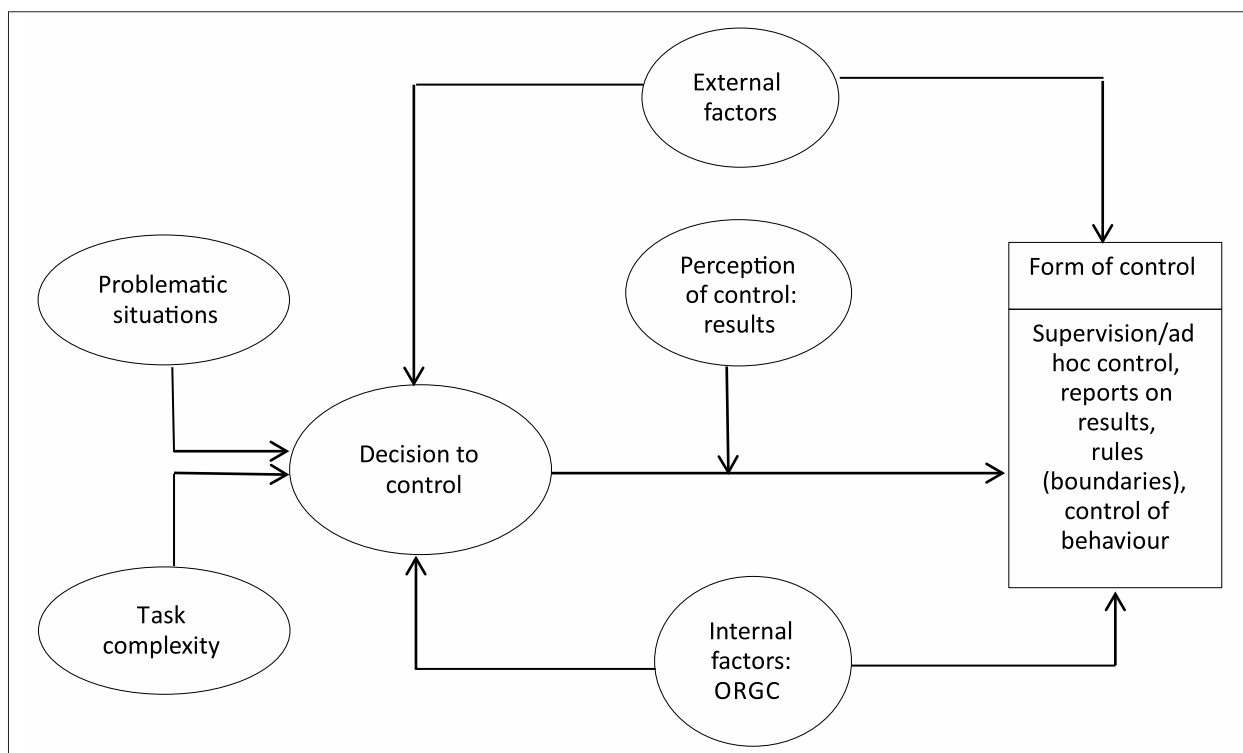 External
factors
Problematic
situations
Perception
of control:
results
Form of control
Supervision/ad
hoc control,
reports on
results,
rules
(boundaries),
control of
behaviour
Decision to
control
Task
complexity
Internal
factors:
ORGC